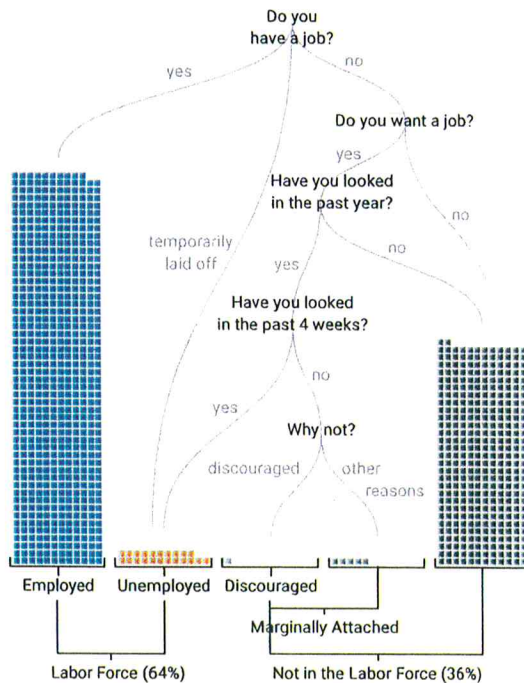 Do you
have a job?
yes
no
Do you want a job?
yes
Have you looked
in the past year?
no
temporarily
laid off
yes
no
Have you looked
in the past 4 weeks?
no
yes
Why not?
discouraged
other
reasons
Employed
Unemployed
Discouraged
Marginally Attached
Labor Force (64%)
Not in the Labor Force (36%)